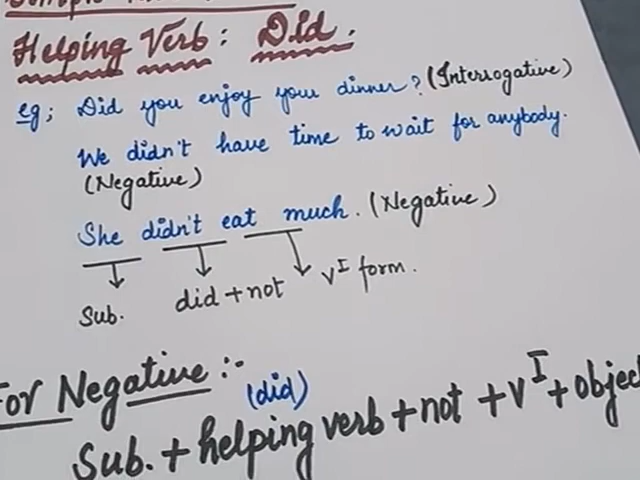 Helping Verb: Did.
eg; Did you enjoy your dinner? (Interrogative)
We didn't have time to wait for anybody.
(Negative)
She didn't eat much. (Negative)
Sub. did + not V^I form.
For Negative :-
(did)
Sub. + helping verb + not + V^I + objec